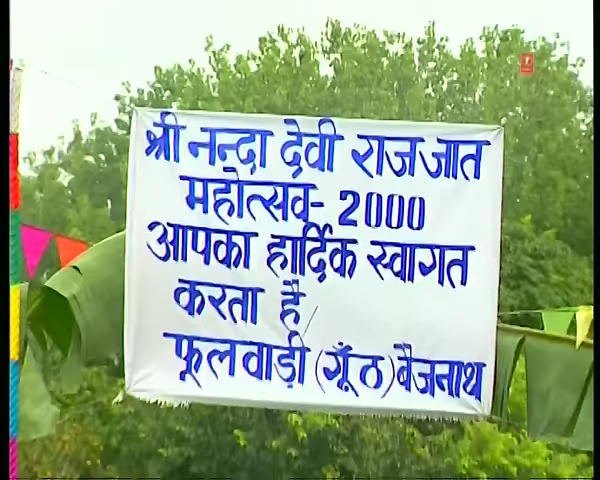 श्री नन्दा देवी राजजात
महोत्सव- 2000
आपका हार्दिक स्वागत
करता है
फूलवाड़ी (गूँठ) बैजनाथ